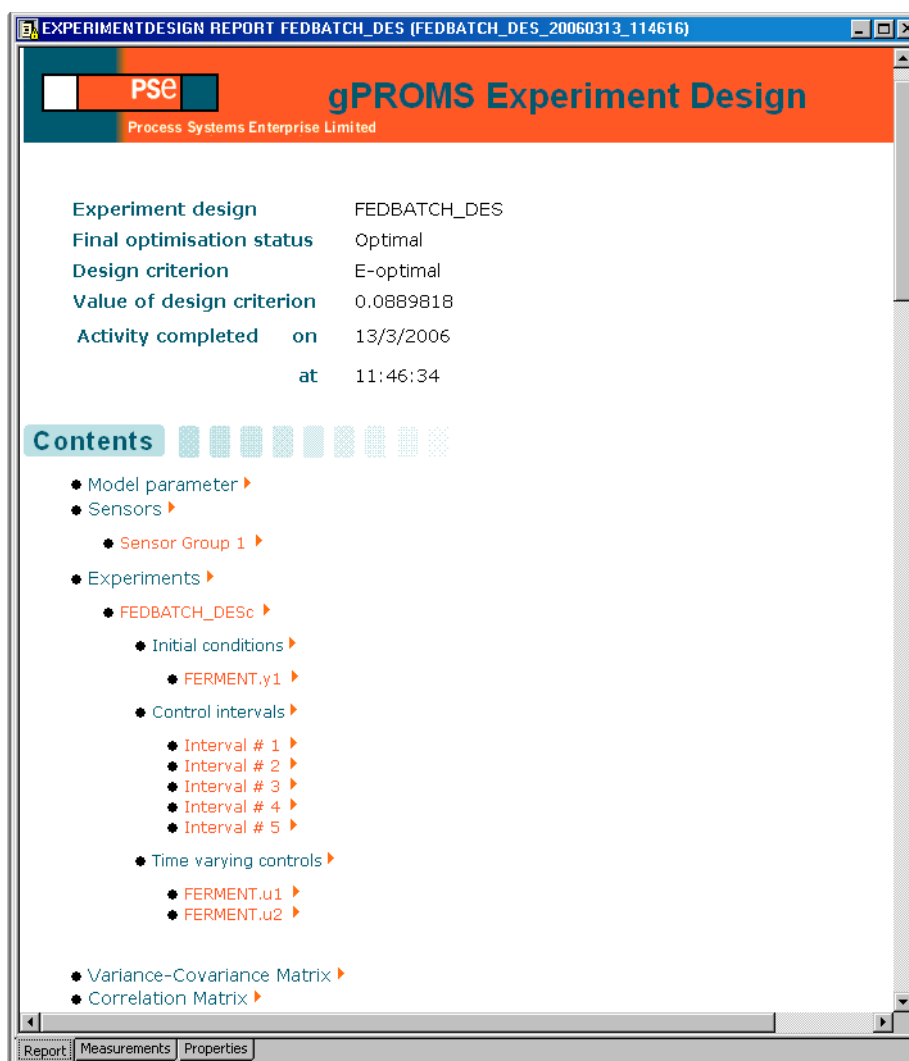 EXPERIMENTDESIGN REPORT FEDBATCH_DES (FEDBATCH_DES_20060313_114616)
PSe
gPROMS Experiment Design
Process Systems Enterprise Limited
Experiment design FEDBATCH_DES
Final optimisation status Optimal
Design criterion E-optimal
Value of design criterion 0.0889818
Activity completed on 13/3/2006
at 11:46:34
Contents
Model parameter
Sensors
Sensor Group 1
Experiments
FEDBATCH_DESc
Initial conditions
FERMENT.y1
Control intervals
Interval # 1
Interval # 2
Interval # 3
Interval # 4
Interval # 5
Time varying controls
FERMENT.u1
FERMENT.u2
Variance-Covariance Matrix
Correlation Matrix
Report Measurements Properties